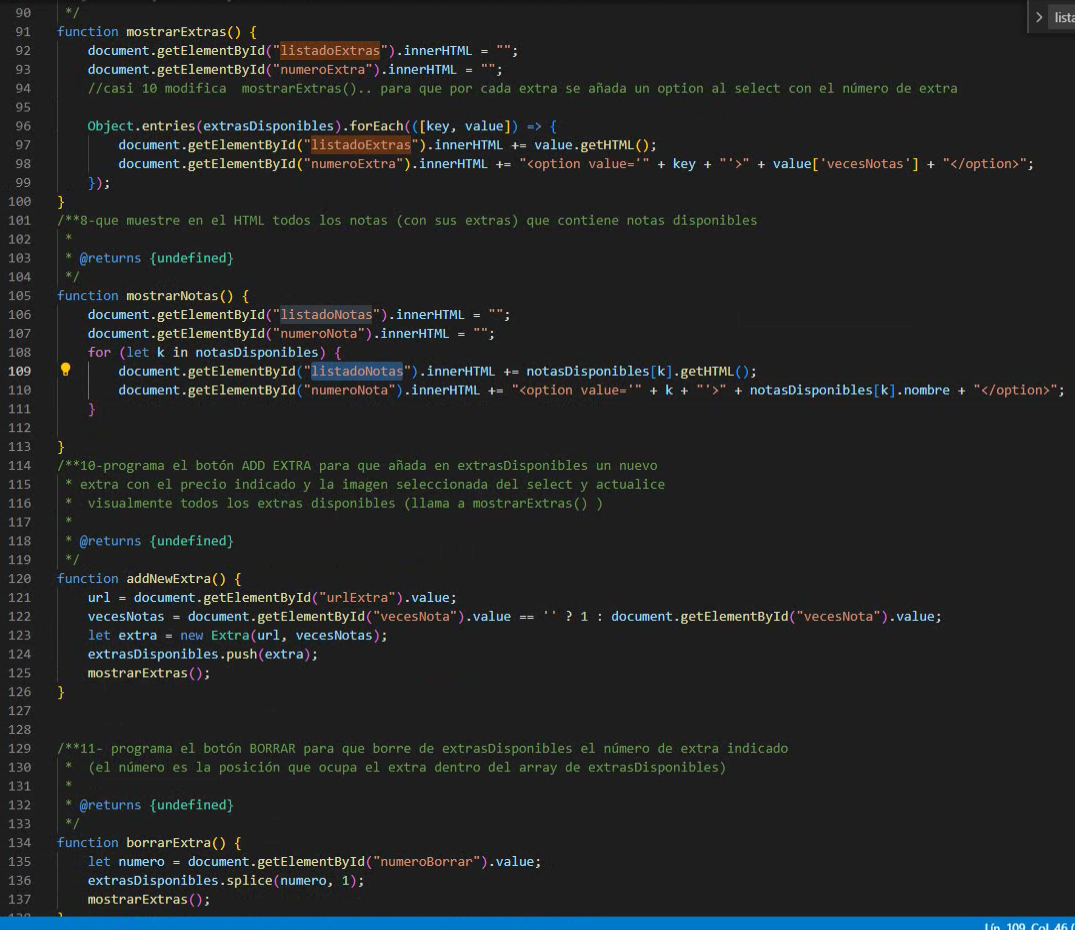 lista
90 */
91 function mostrarExtras() {
92 document.getElementById("listadoExtras").innerHTML = "";
93 document.getElementById("numeroExtra").innerHTML = "";
94 //casi 10 modifica  mostrarExtras().. para que por cada extra se añada un option al select con el número de extra
95
96 Object.entries(extrasDisponibles).forEach(([key, value]) => {
97 document.getElementById("listadoExtras").innerHTML += value.getHTML();
98 document.getElementById("numeroExtra").innerHTML += "<option value='" + key + "'>" + value['vecesNotas'] + "</option>";
99 });
100 }
101 /**8-que muestre en el HTML todos los notas (con sus extras) que contiene notas disponibles
102 *
103 * @returns {undefined}
104 */
105 function mostrarNotas() {
106 document.getElementById("listadoNotas").innerHTML = "";
107 document.getElementById("numeroNota").innerHTML = "";
108 for (let k in notasDisponibles) {
109 document.getElementById("listadoNotas").innerHTML += notasDisponibles[k].getHTML();
110 document.getElementById("numeroNota").innerHTML += "<option value='" + k + "'>" + notasDisponibles[k].nombre + "</option>";
111 }
112
113 }
114 /**10-programa el botón ADD EXTRA para que añada en extrasDisponibles un nuevo
115 * extra con el precio indicado y la imagen seleccionada del select y actualice
116 *  visualmente todos los extras disponibles (llama a mostrarExtras() )
117 *
118 * @returns {undefined}
119 */
120 function addNewExtra() {
121 url = document.getElementById("urlExtra").value;
122 vecesNotas = document.getElementById("vecesNota").value == '' ? 1 : document.getElementById("vecesNota").value;
123 let extra = new Extra(url, vecesNotas);
124 extrasDisponibles.push(extra);
125 mostrarExtras();
126 }
127
128
129 /**11- programa el botón BORRAR para que borre de extrasDisponibles el número de extra indicado
130 *  (el número es la posición que ocupa el extra dentro del array de extrasDisponibles)
131 *
132 * @returns {undefined}
133 */
134 function borrarExtra() {
135 let numero = document.getElementById("numeroBorrar").value;
136 extrasDisponibles.splice(numero, 1);
137 mostrarExtras();
138 }
Lín. 109, Col. 46 (